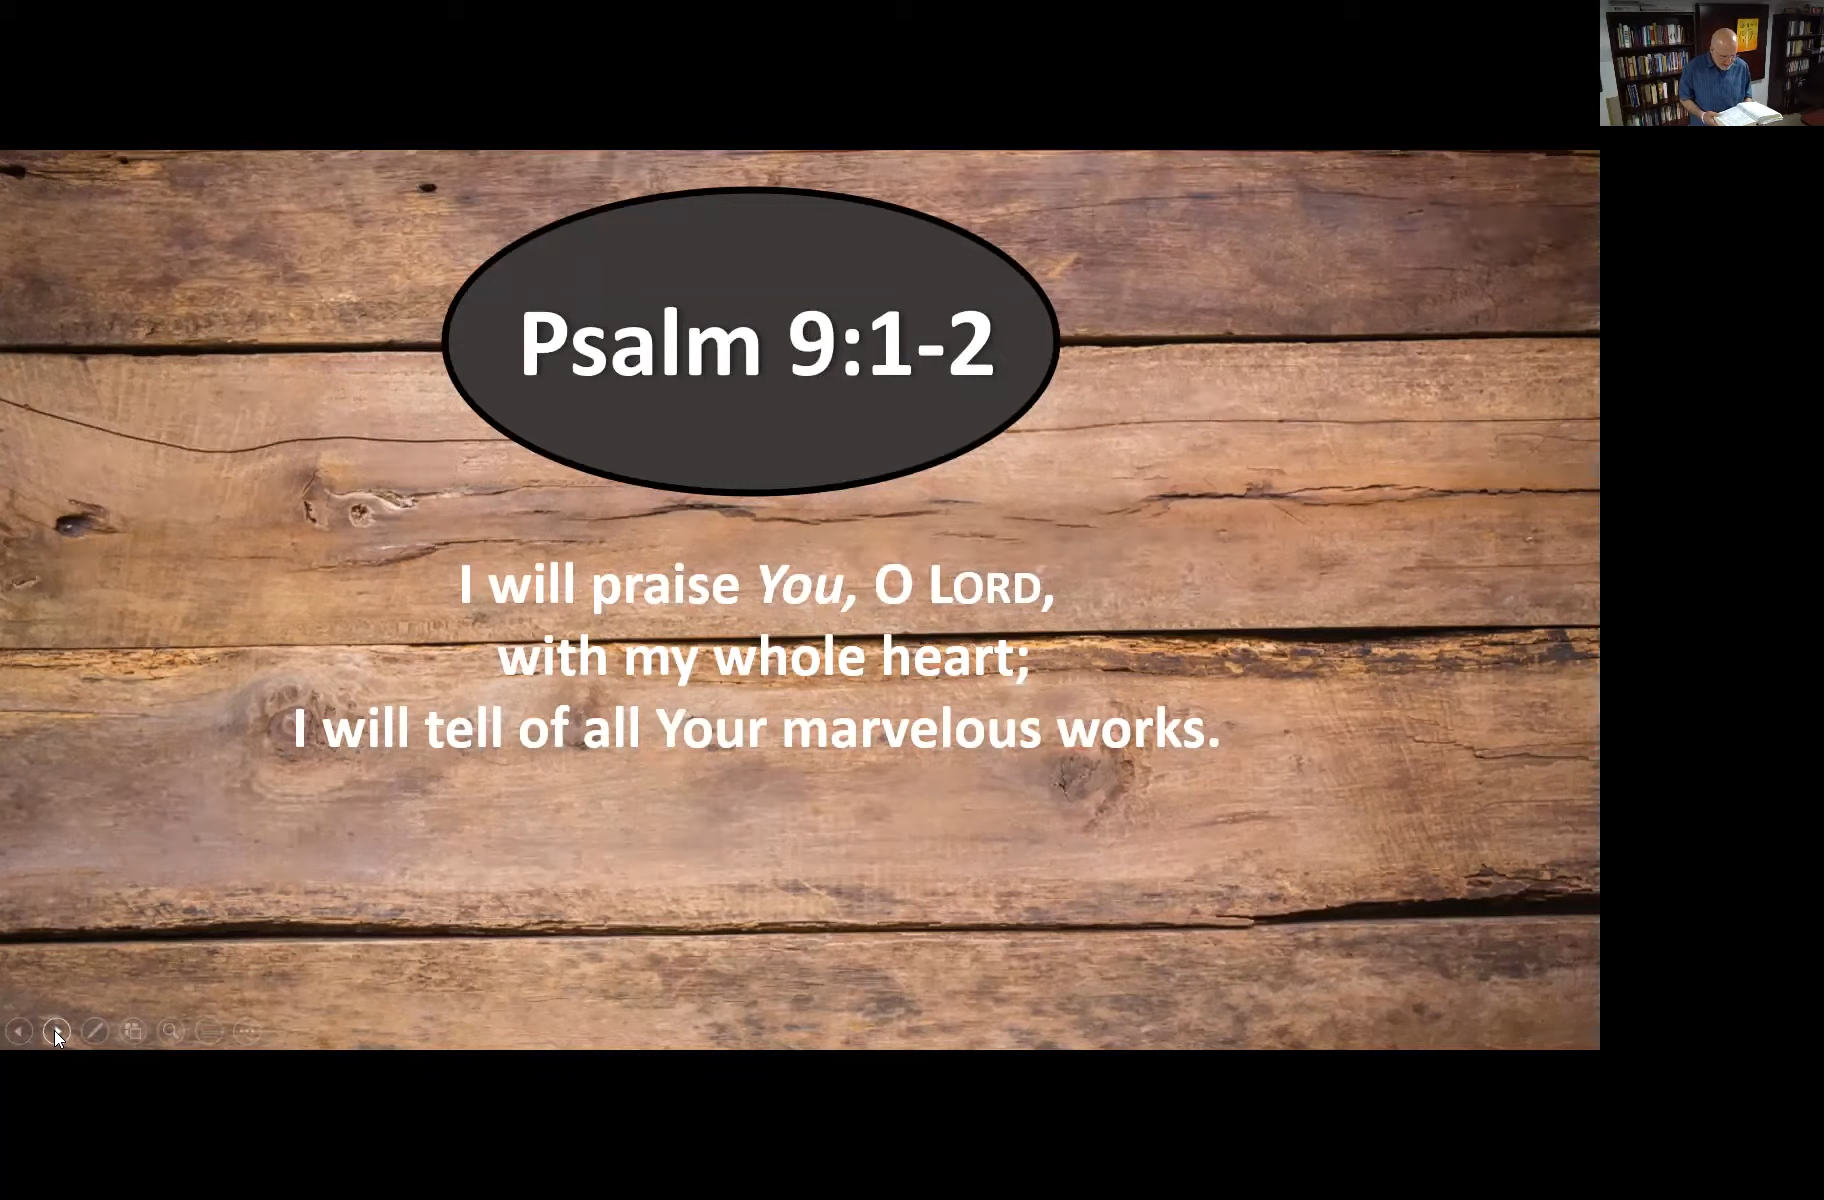 Psalm 9:1-2
I will praise You, O LORD,
with my whole heart;
I will tell of all Your marvelous works.